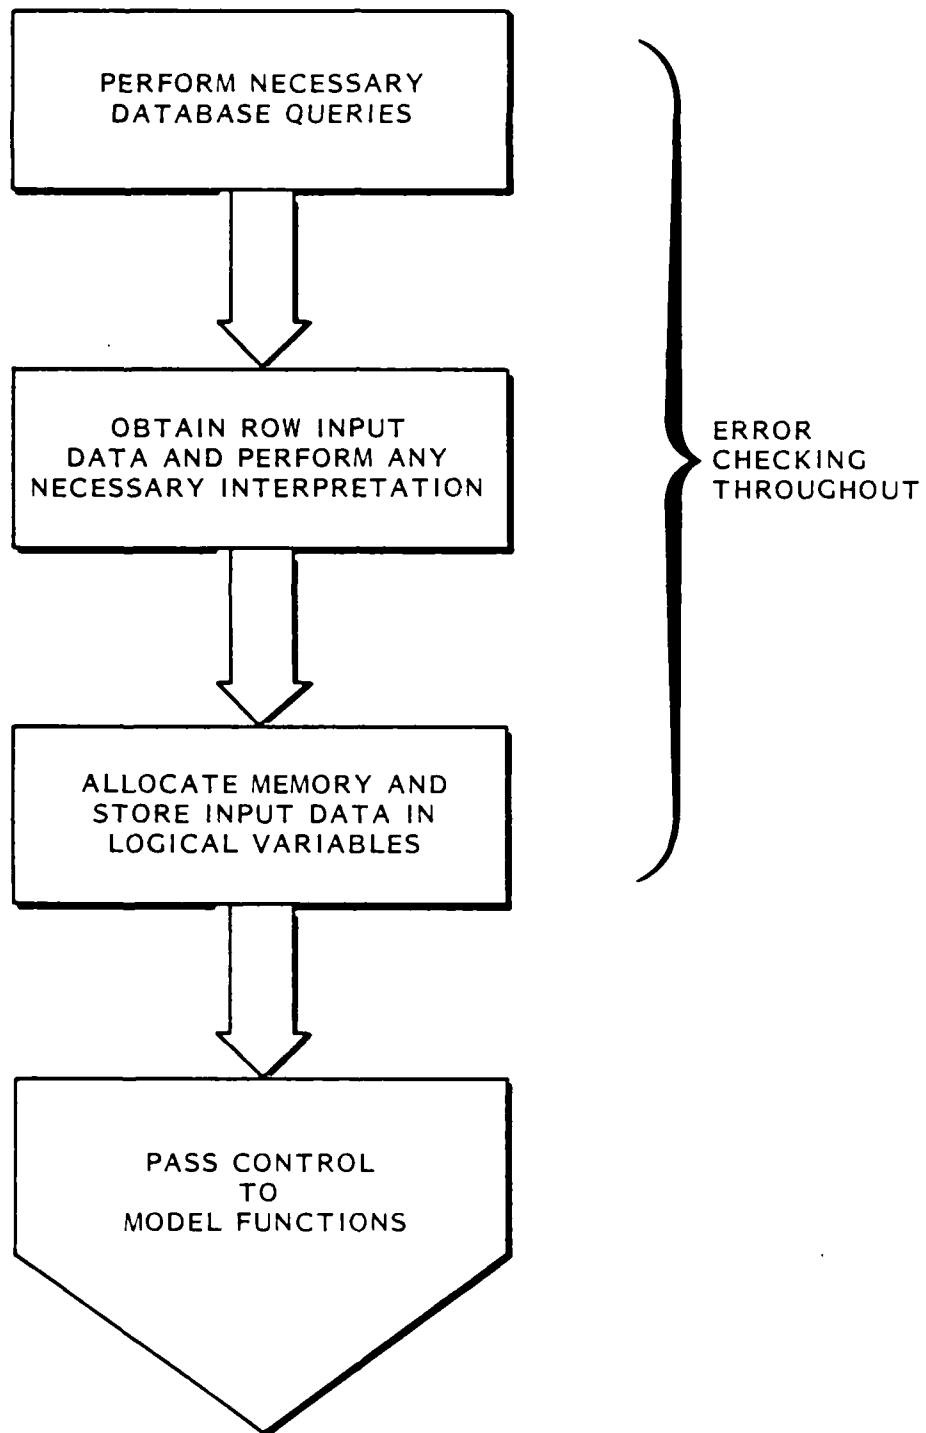 PERFORM NECESSARY
DATABASE QUERIES
OBTAIN ROW INPUT
DATA AND PERFORM ANY
NECESSARY INTERPRETATION
ERROR
CHECKING
THROUGHOUT
ALLOCATE MEMORY AND
STORE INPUT DATA IN
LOGICAL VARIABLES
PASS CONTROL
TO
MODEL FUNCTIONS